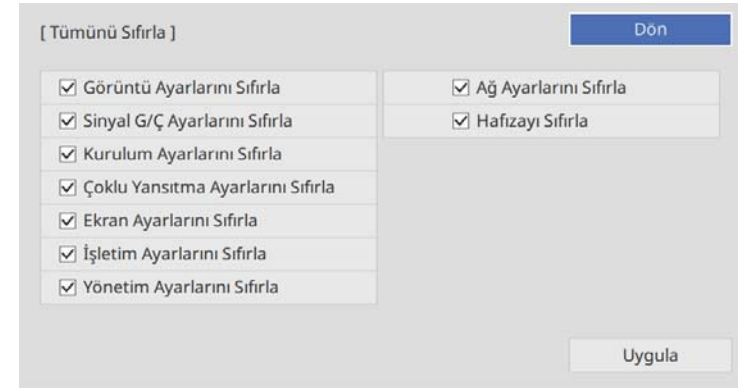 [ Tümünü Sıfırla ]
Dön
Görüntü Ayarlarını Sıfırla
Sinyal G/Ç Ayarlarını Sıfırla
Kurulum Ayarlarını Sıfırla
Çoklu Yansıtma Ayarlarını Sıfırla
Ekran Ayarlarını Sıfırla
İşletim Ayarlarını Sıfırla
Yönetim Ayarlarını Sıfırla
Ağ Ayarlarını Sıfırla
Hafızayı Sıfırla
Uygula